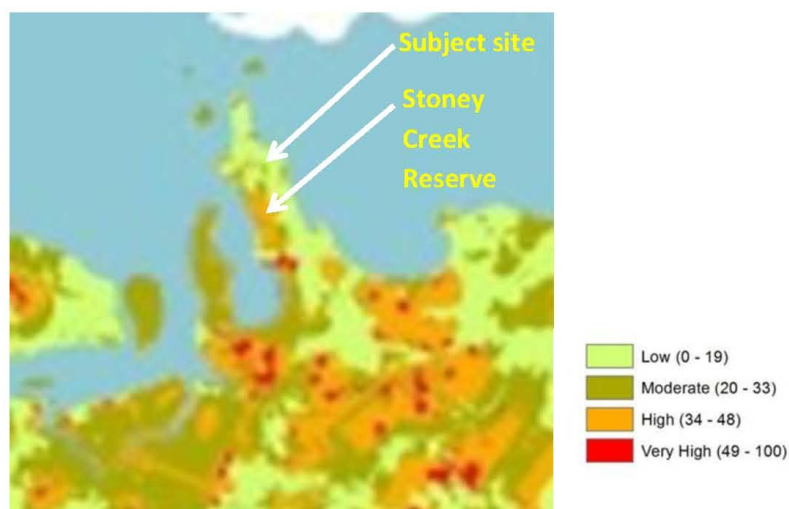 Subject site
Stoney
Creek
Reserve
Low (0 - 19)
Moderate (20 - 33)
High (34 - 48)
Very High (49 - 100)